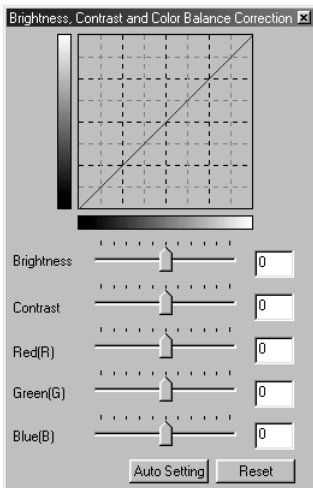 Brightness, Contrast and Color Balance Correction
Brightness 0
Contrast 0
Red(R) 0
Green(G) 0
Blue(B) 0
Auto Setting Reset